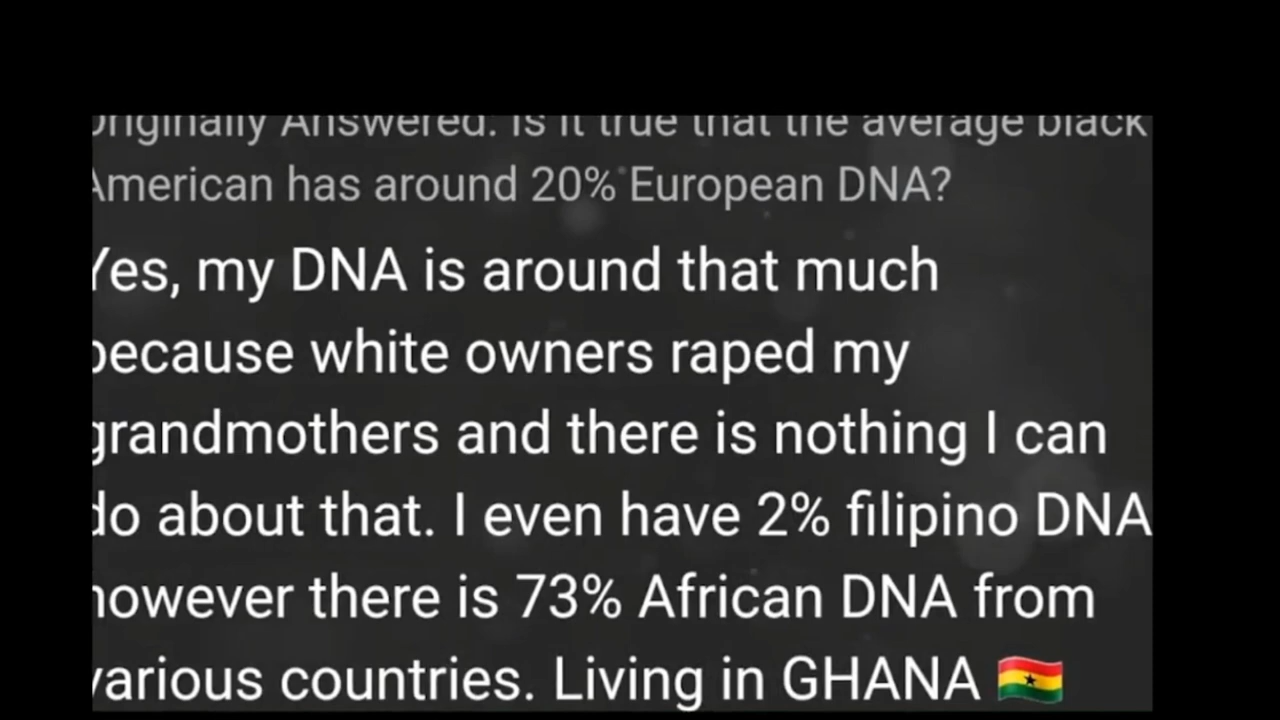 Originally Answered: Is it true that the average black
American has around 20% European DNA?
Yes, my DNA is around that much
because white owners raped my
grandmothers and there is nothing I can
do about that. I even have 2% filipino DNA
however there is 73% African DNA from
various countries. Living in GHANA 🇬🇭